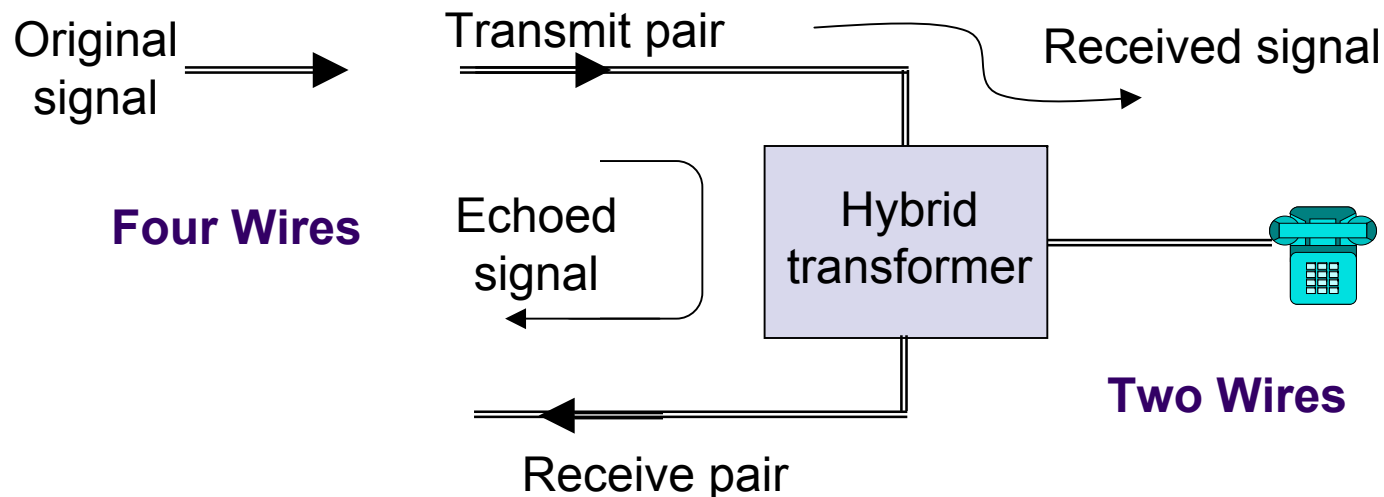 Original
signal
Transmit pair
Received signal
Four Wires
Echoed
signal
Hybrid
transformer
Two Wires
Receive pair